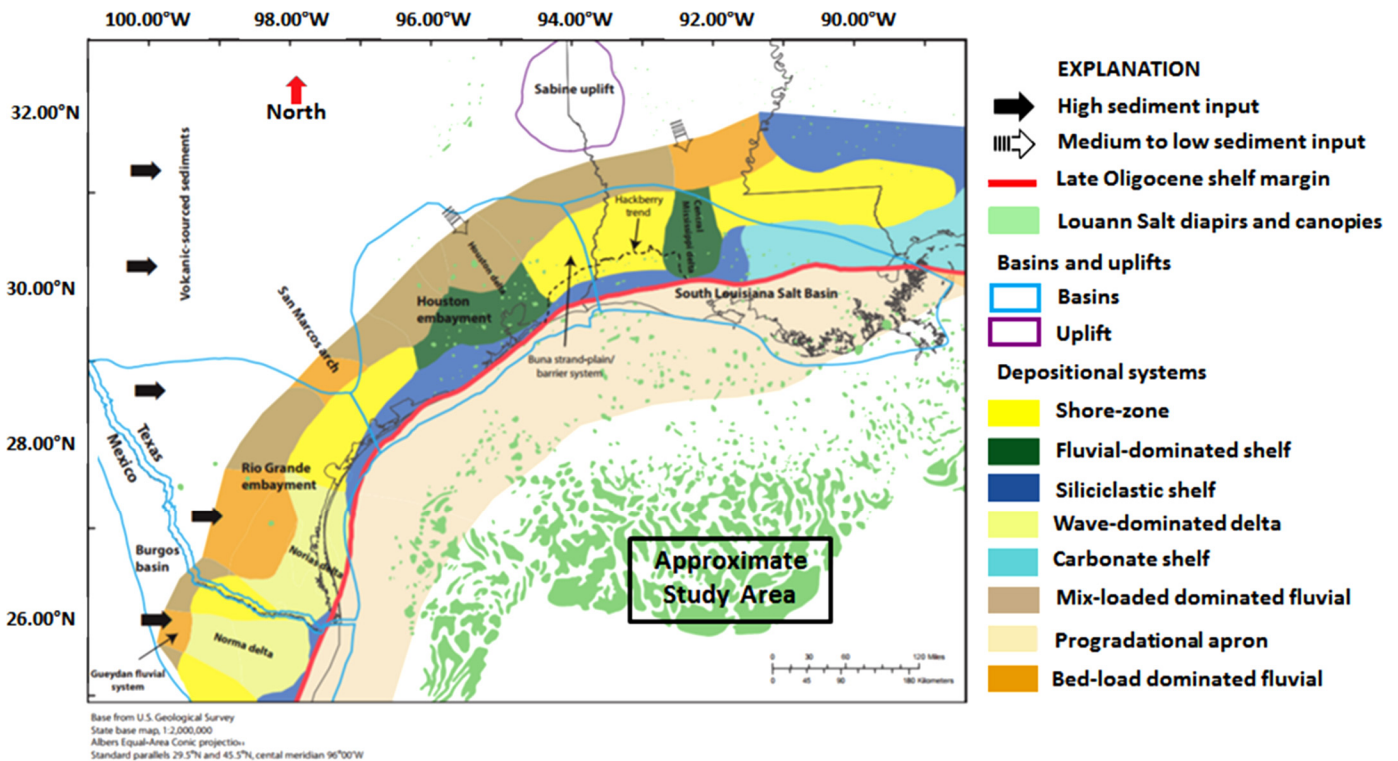 100.00°W 98.00°W 96.00°W 94.00°W 92.00°W 90.00°W
32.00°N
30.00°N
28.00°N
26.00°N
North
Volcanic-sourced sediments
Sabine uplift
Hackberry
trend
Central
Mississippi delta
Houston delta
Houston
embayment
San Marcos arch
South Louisiana Salt Basin
Buna strand-plain/
barrier system
Texas
Mexico
Rio Grande
embayment
Burgos
basin
Norias delta
Norma delta
Gueydan fluvial
system
Approximate
Study Area
0 30 60 120 Miles
0 45 90 180 Kilometers
Base from U.S. Geological Survey
State base map, 1:2,000,000
Albers Equal-Area Conic projection
Standard parallels 29.5°N and 45.5°N, cental meridian 96°00'W
EXPLANATION
High sediment input
Medium to low sediment input
Late Oligocene shelf margin
Louann Salt diapirs and canopies
Basins and uplifts
Basins
Uplift
Depositional systems
Shore-zone
Fluvial-dominated shelf
Siliciclastic shelf
Wave-dominated delta
Carbonate shelf
Mix-loaded dominated fluvial
Progradational apron
Bed-load dominated fluvial